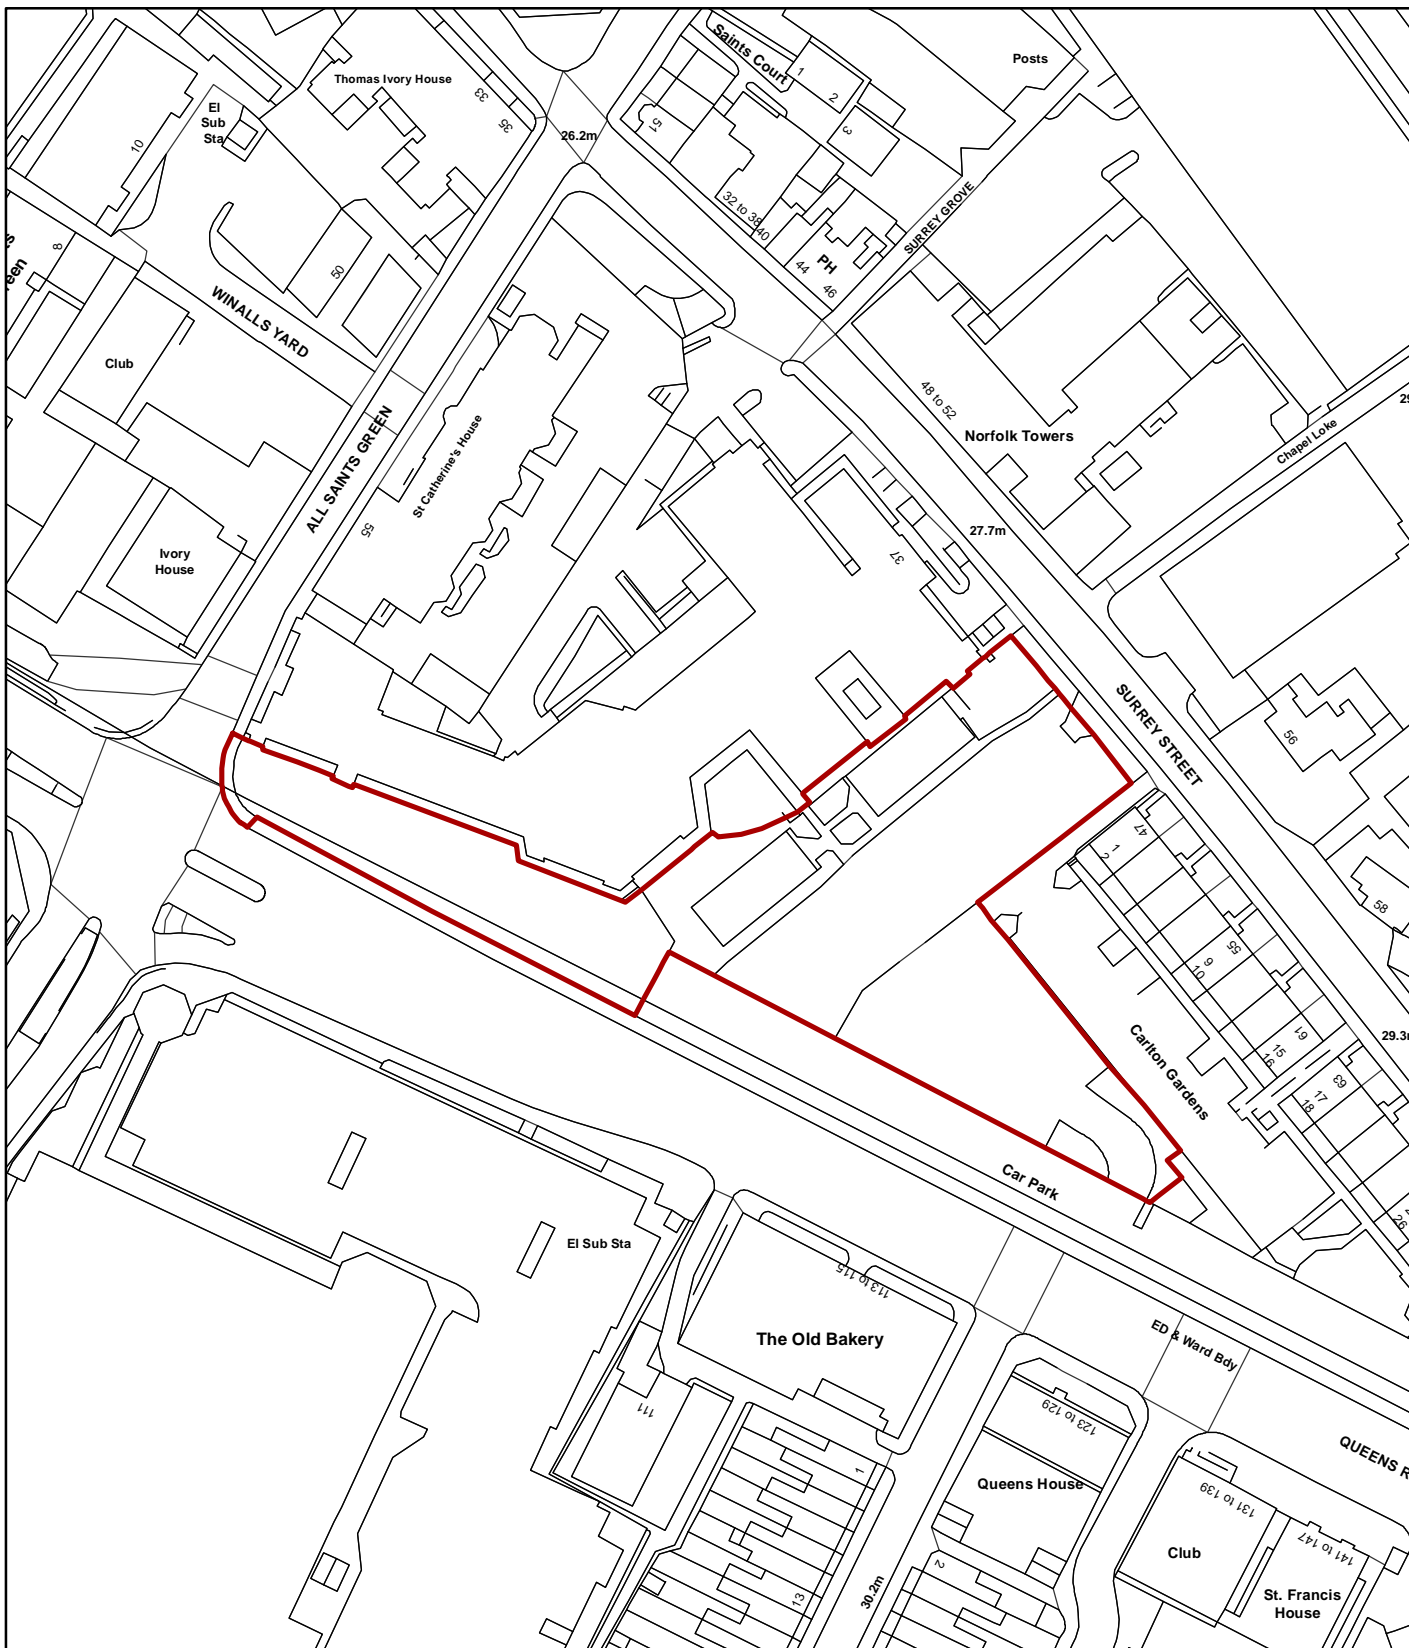 Saints Court
Posts
Thomas Ivory House
33
35
1
2
3
51
El
Sub
Sta
10
26.2m
32 to 38
40
44
46
PH
SURREY GROVE
8
50
WINALLS YARD
Club
ALL SAINTS GREEN
St Catherine's House
55
Ivory
House
48 to 52
Norfolk Towers
Chapel Loke
27.7m
37
SURREY STREET
56
47
1
2
58
55
9
10
61
15
16
63
17
18
29.3m
Carlton Gardens
26
Car Park
El Sub Sta
113 to 115
The Old Bakery
ED & Ward Bdy
111
123 to 129
QUEENS R
Queens House
131 to 139
141 to 147
1
13
2
30.2m
Club
St. Francis
House